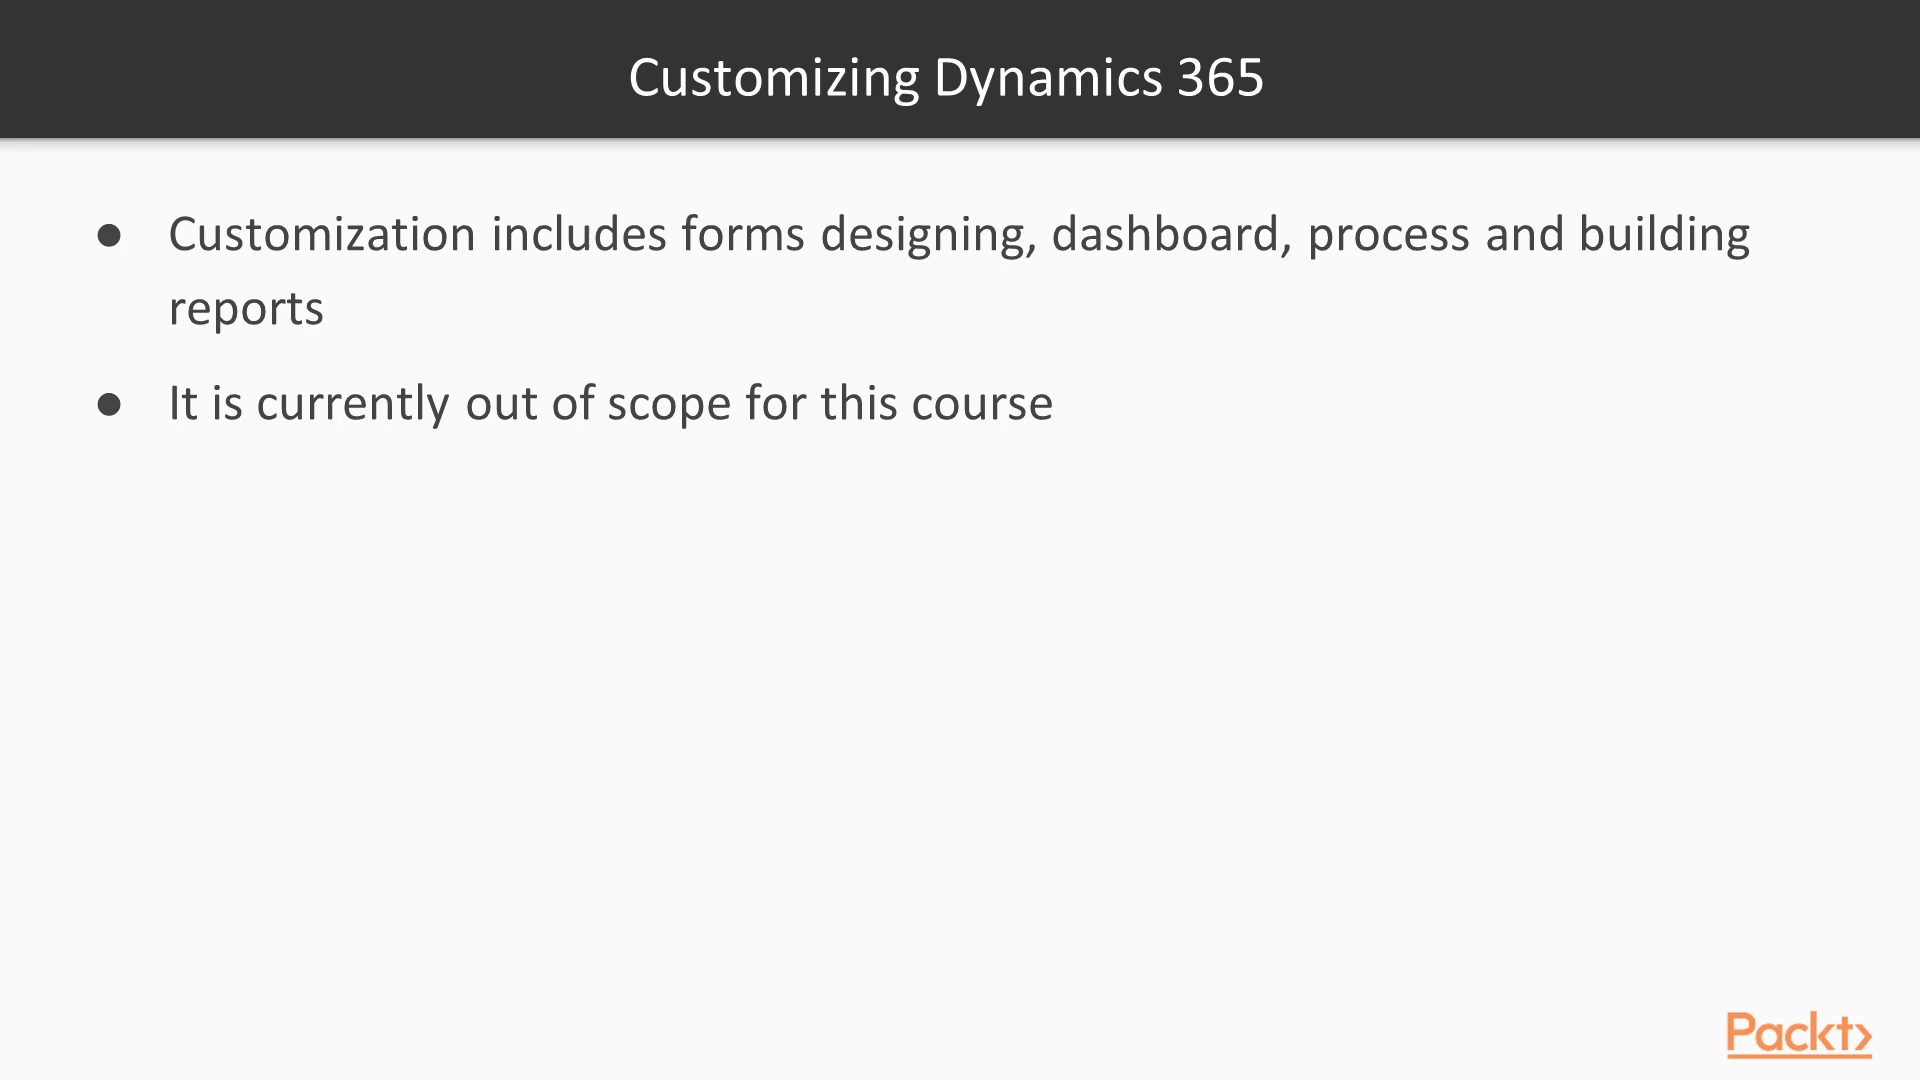 Customizing Dynamics 365
● Customization includes forms designing, dashboard, process and building
reports
● It is currently out of scope for this course
Packt>